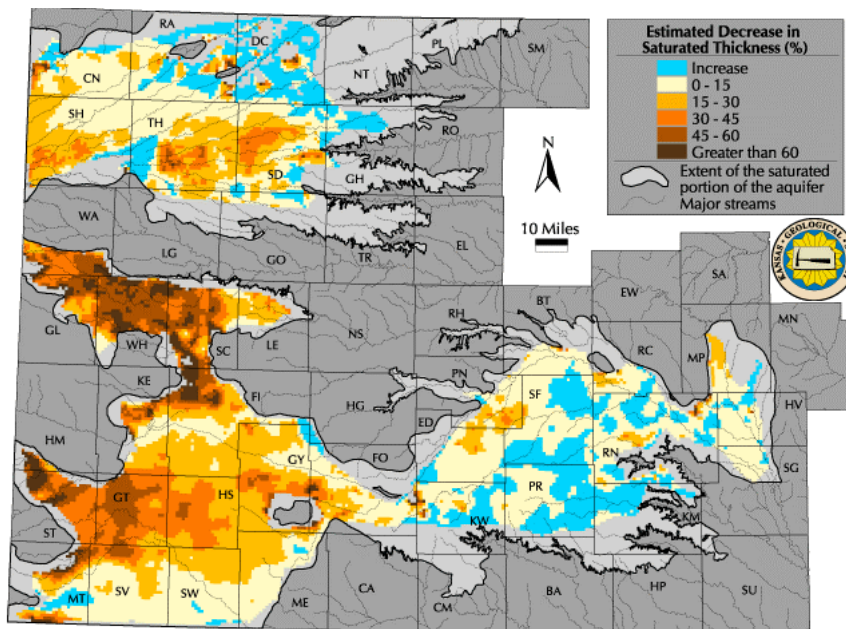 Estimated Decrease in
Saturated Thickness (%)
Increase
0 - 15
15 - 30
30 - 45
45 - 60
Greater than 60
Extent of the saturated
portion of the aquifer
Major streams
N
10 Miles
KANSAS GEOLOGICAL
RA
DC
NT
PL
SM
CN
SH
TH
SD
RO
GH
WA
LG
GO
TR
EL
GL
WH
SC
LE
NS
RH
BT
EW
SA
RC
MP
MN
KE
FI
HG
PN
ED
SF
HV
HM
GY
FO
RN
SG
GT
HS
PR
ST
KW
KM
MT
SV
SW
ME
CA
CM
BA
HP
SU